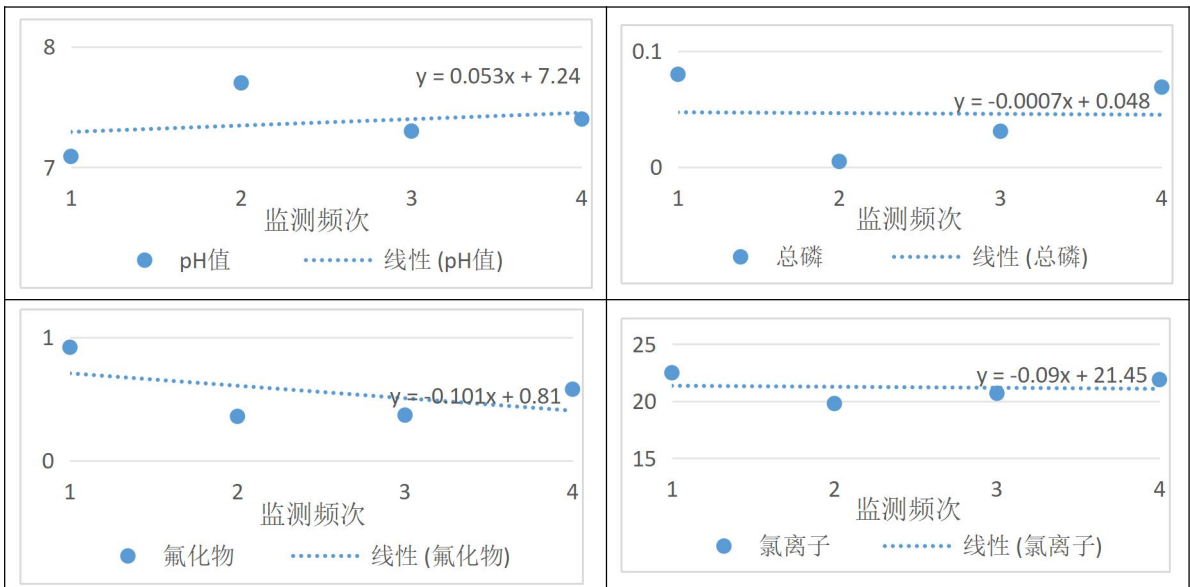 8
y = 0.053x + 7.24
7
1 2 3 4
监测频次
pH值 线性 (pH值)
0.1
y = -0.0007x + 0.048
0
1 2 3 4
监测频次
总磷 线性 (总磷)
1
y = -0.101x + 0.81
0
1 2 3 4
监测频次
氟化物 线性 (氟化物)
25
y = -0.09x + 21.45
20
15
1 2 3 4
监测频次
氯离子 线性 (氯离子)